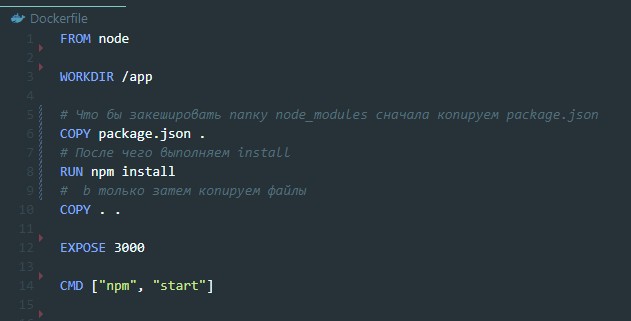 Dockerfile
1 FROM node
2
3 WORKDIR /app
4
5 # Что бы закешировать папку node_modules сначала копируем package.json
6 COPY package.json .
7 # После чего выполняем install
8 RUN npm install
9 #  b только затем копируем файлы
10 COPY . .
11
12 EXPOSE 3000
13
14 CMD ["npm", "start"]
15